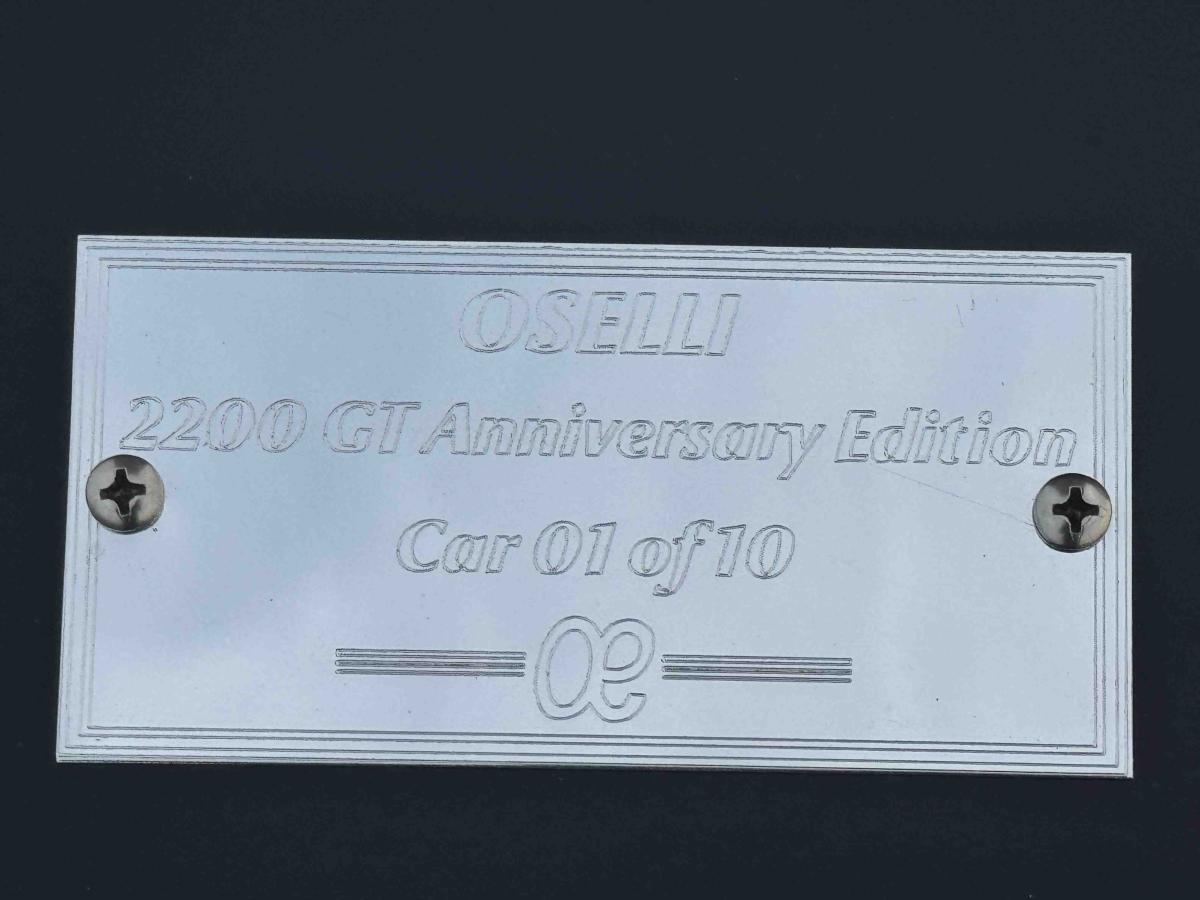 OSELLI
2200 GT Anniversary Edition
Car 01 of 10
œ